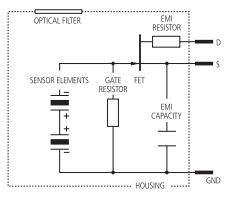 OPTICAL FILTER
EMI
RESISTOR
D
SENSOR ELEMENTS
GATE
RESISTOR
FET
S
EMI
CAPACITY
−
+
+
−
HOUSING
GND